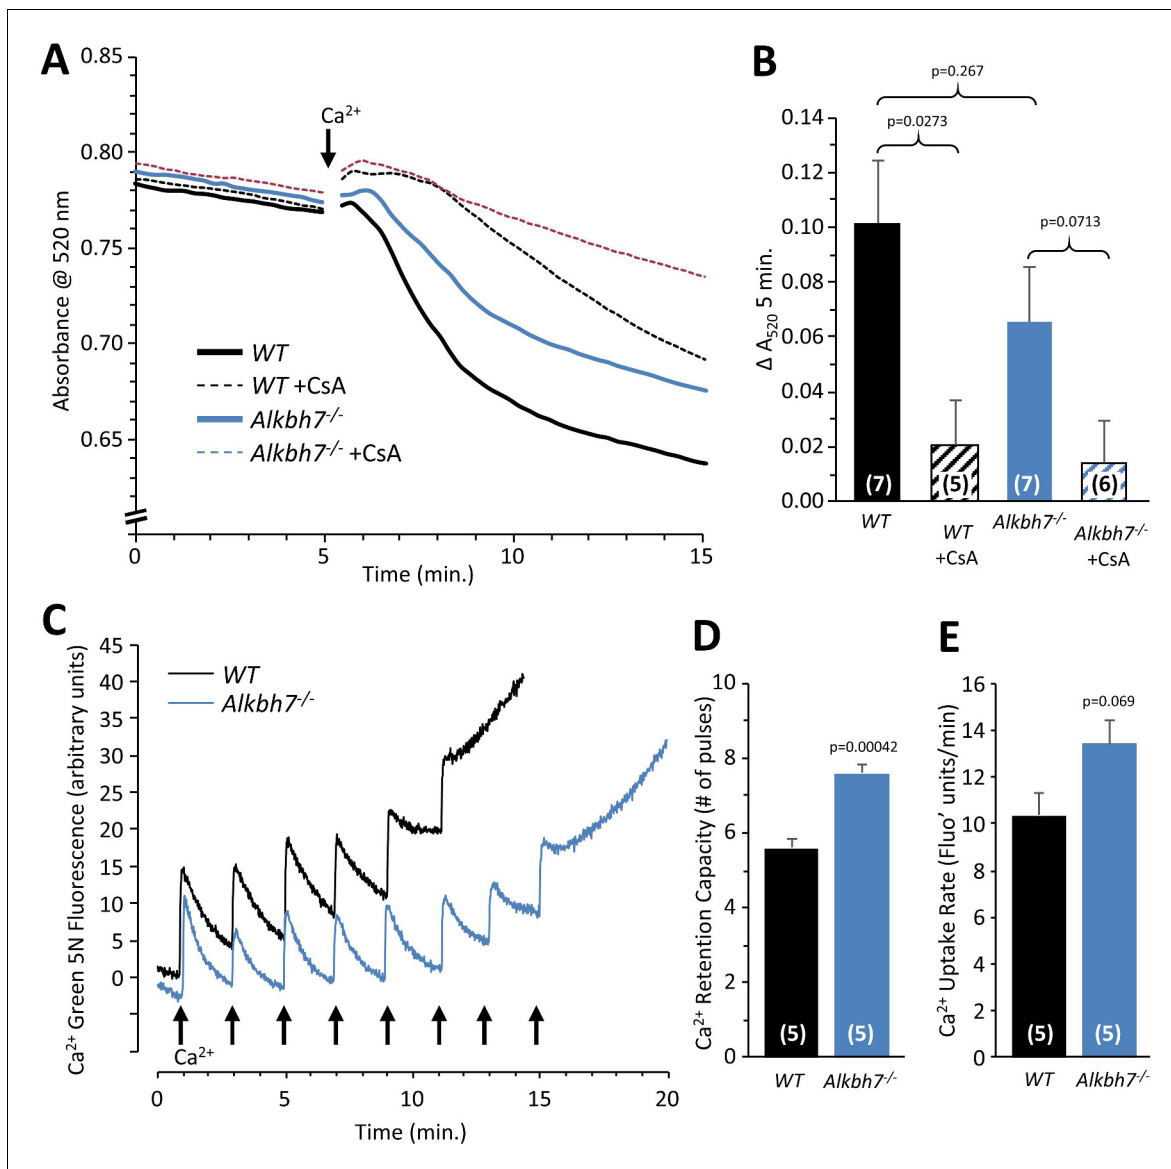 A
0.85
0.80
0.75
0.70
0.65
Absorbance @ 520 nm
Ca²⁺
WT
WT +CsA
Alkbh7⁻/⁻
Alkbh7⁻/⁻ +CsA
0
5
10
15
Time (min.)
B
p=0.267
p=0.0273
p=0.0713
0.14
0.12
0.10
0.08
0.06
0.04
0.02
0.00
Δ A₅₂₀ 5 min.
(7)
(5)
(7)
(6)
WT
WT
+CsA
Alkbh7⁻/⁻
Alkbh7⁻/⁻
+CsA
C
45
40
35
30
25
20
15
10
5
0
Ca²⁺ Green 5N Fluorescence (arbitrary units)
WT
Alkbh7⁻/⁻
Ca²⁺
0
5
10
15
20
Time (min.)
D
10
8
6
4
2
0
Ca²⁺ Retention Capacity (# of pulses)
p=0.00042
(5)
(5)
WT
Alkbh7⁻/⁻
E
16
14
12
10
8
6
4
2
0
Ca²⁺ Uptake Rate (Fluo' units/min)
p=0.069
(5)
(5)
WT
Alkbh7⁻/⁻